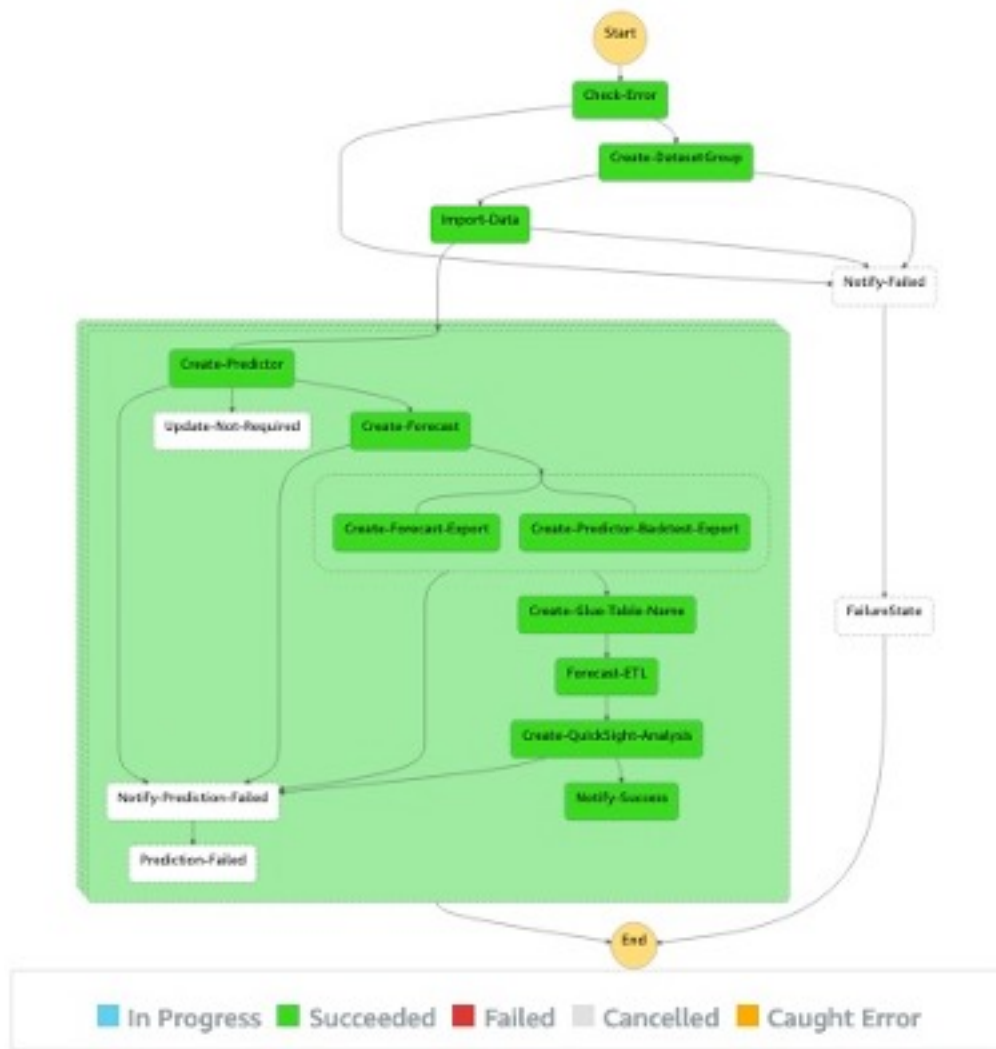 Start
Check-Error
Create-DatasetGroup
Import-Data
Notify-Failed
Create-Predictor
Update-Not-Required
Create-Forecast
Create-Forecast-Export
Create-Predictor-Backtest-Export
Create-Glue-Table-Name
FailureState
Forecast-ETL
Create-QuickSight-Analysis
Notify-Prediction-Failed
Notify-Success
Prediction-Failed
End
In Progress Succeeded Failed Cancelled Caught Error